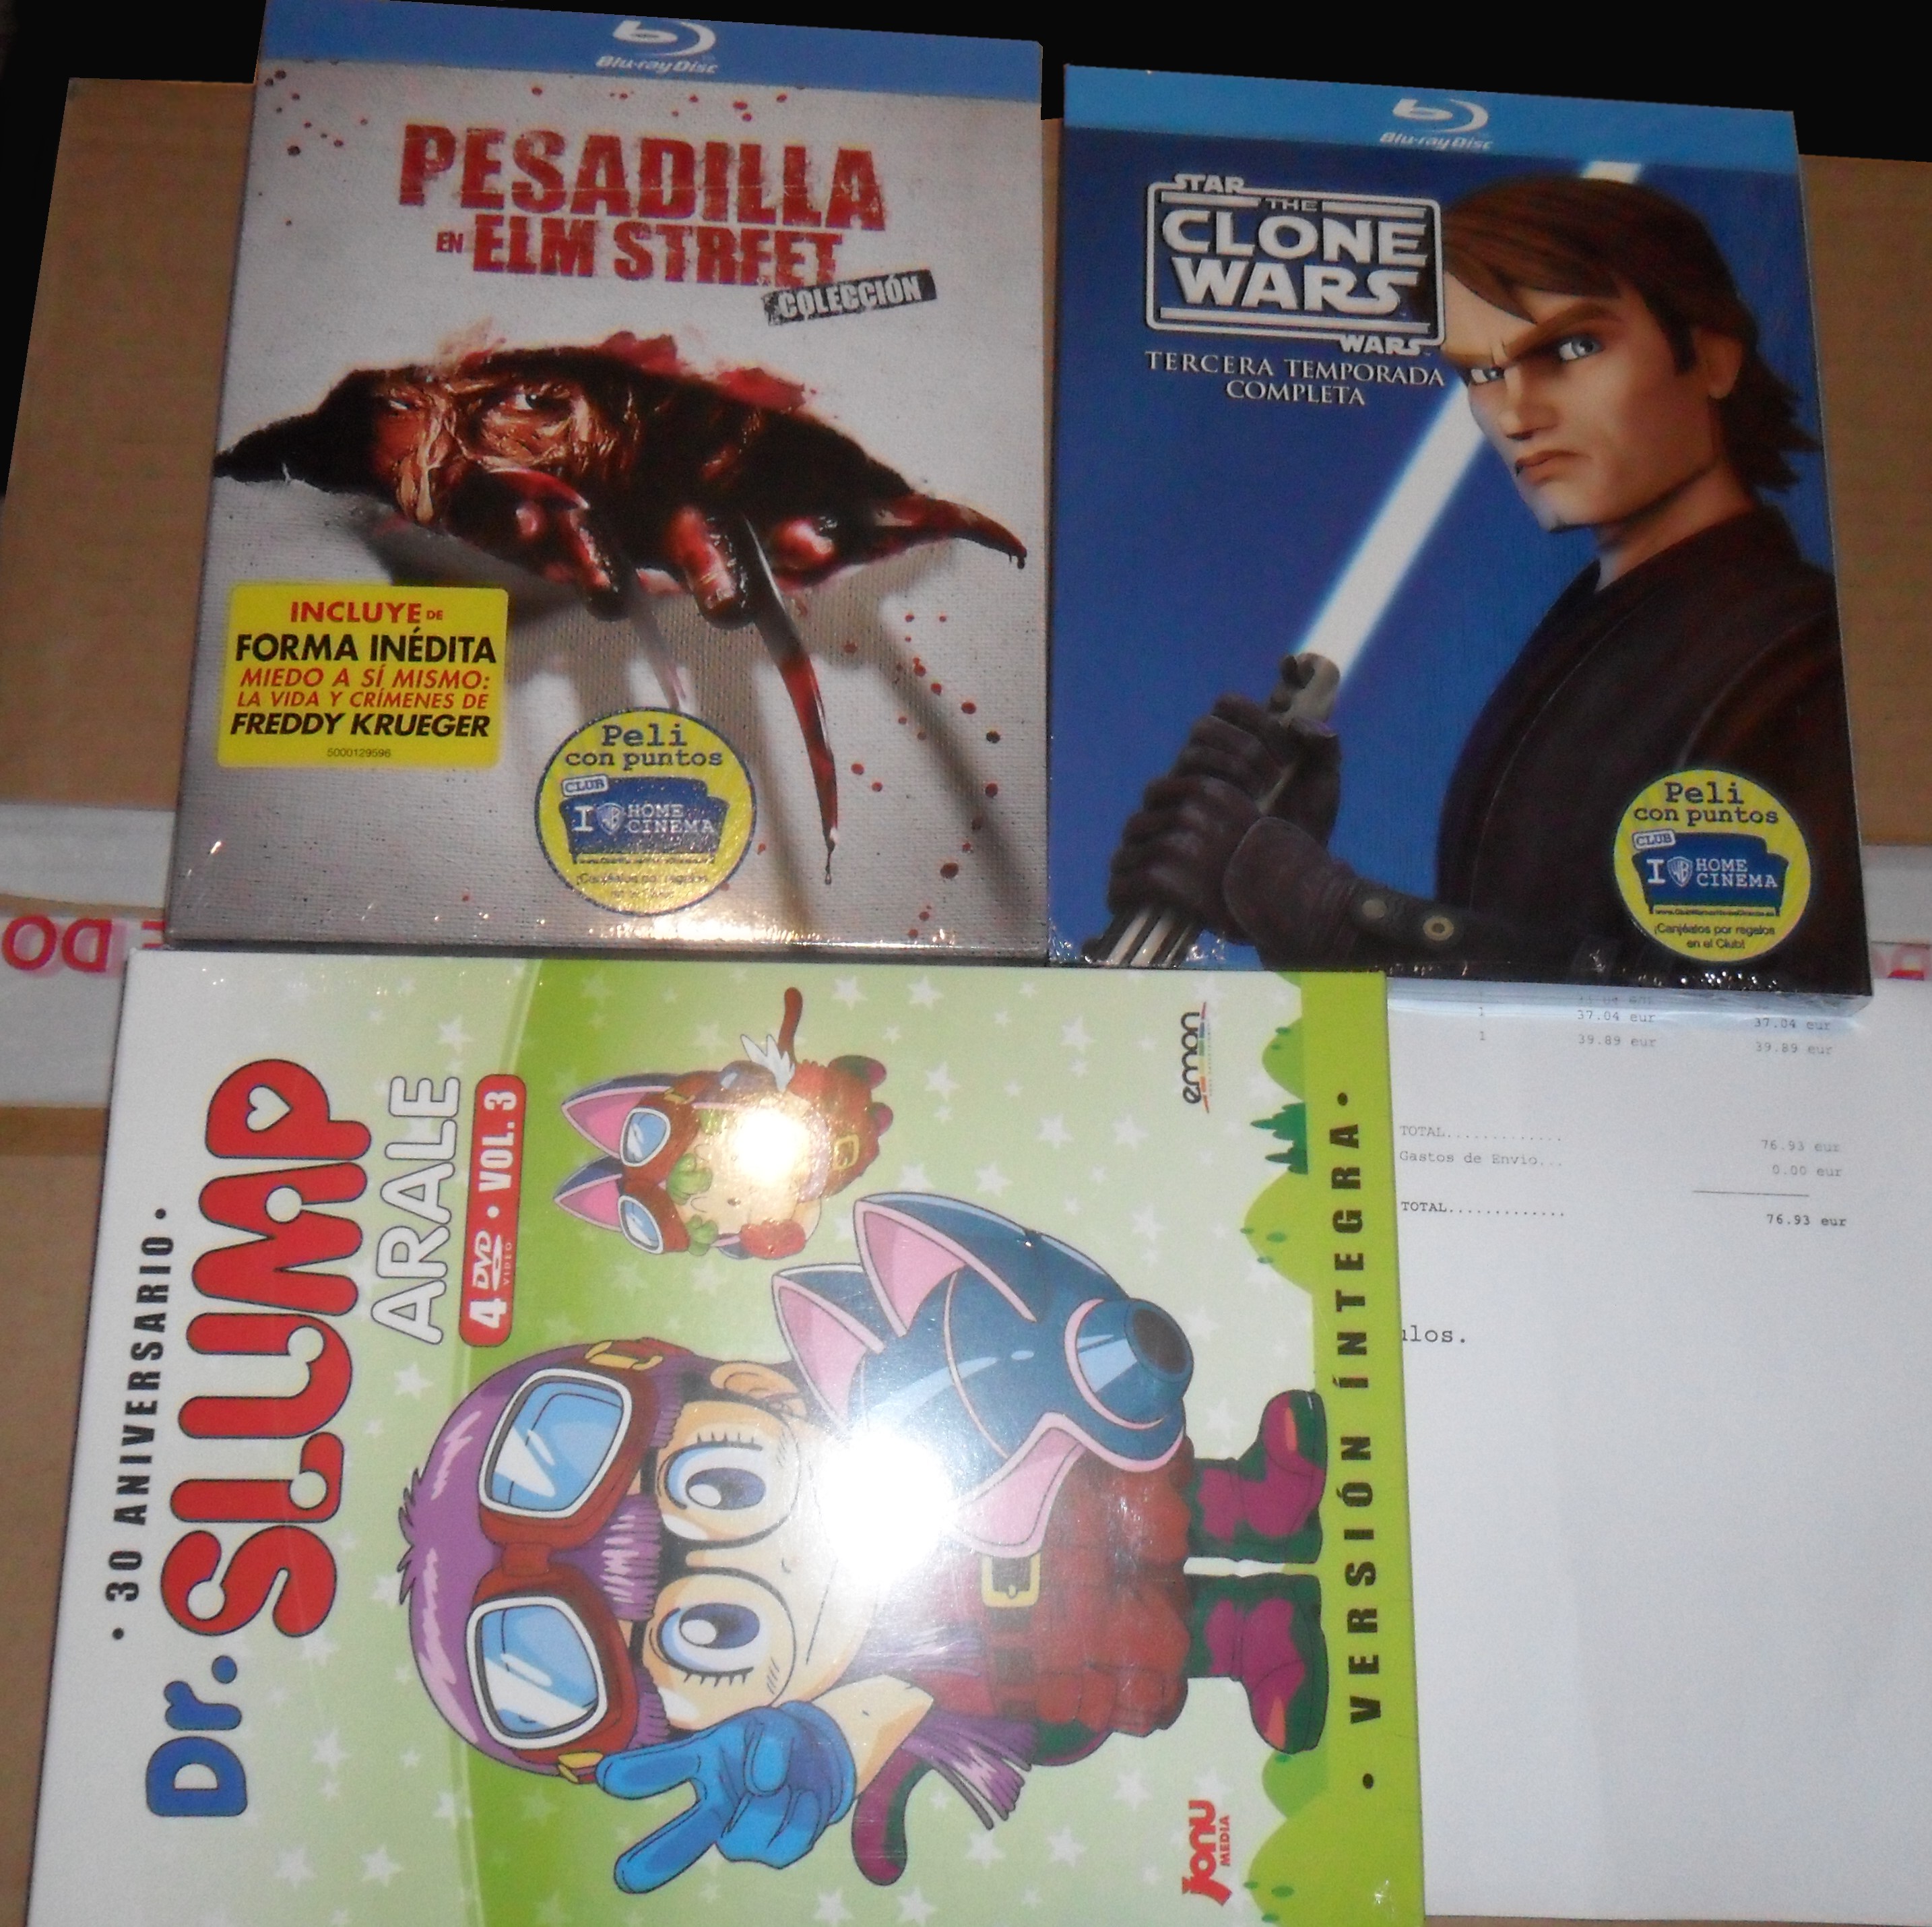 Blu-ray Disc
PESADILLA
EN ELM STREET
COLECCIÓN
INCLUYE DE
FORMA INÉDITA
MIEDO A SÍ MISMO:
LA VIDA Y CRÍMENES DE
FREDDY KRUEGER
5000129596
Peli
con puntos
CLUB
I WB HOME
CINEMA
Blu-ray Disc
STAR
THE
CLONE
WARS
WARS
TERCERA TEMPORADA
COMPLETA
Peli
con puntos
CLUB
I WB HOME
CINEMA
¡Canjéalos por regalos
en el Club!
DO
• 30 ANIVERSARIO •
Dr. SLUMP
ARALE
4 DVD VIDEO • VOL. 3
emon
JONU
MEDIA
• VERSIÓN ÍNTEGRA •
1 37.04 eur 37.04 eur
1 39.89 eur 39.89 eur
TOTAL............. 76.93 eur
Gastos de Envio... 0.00 eur
TOTAL............. 76.93 eur
los.